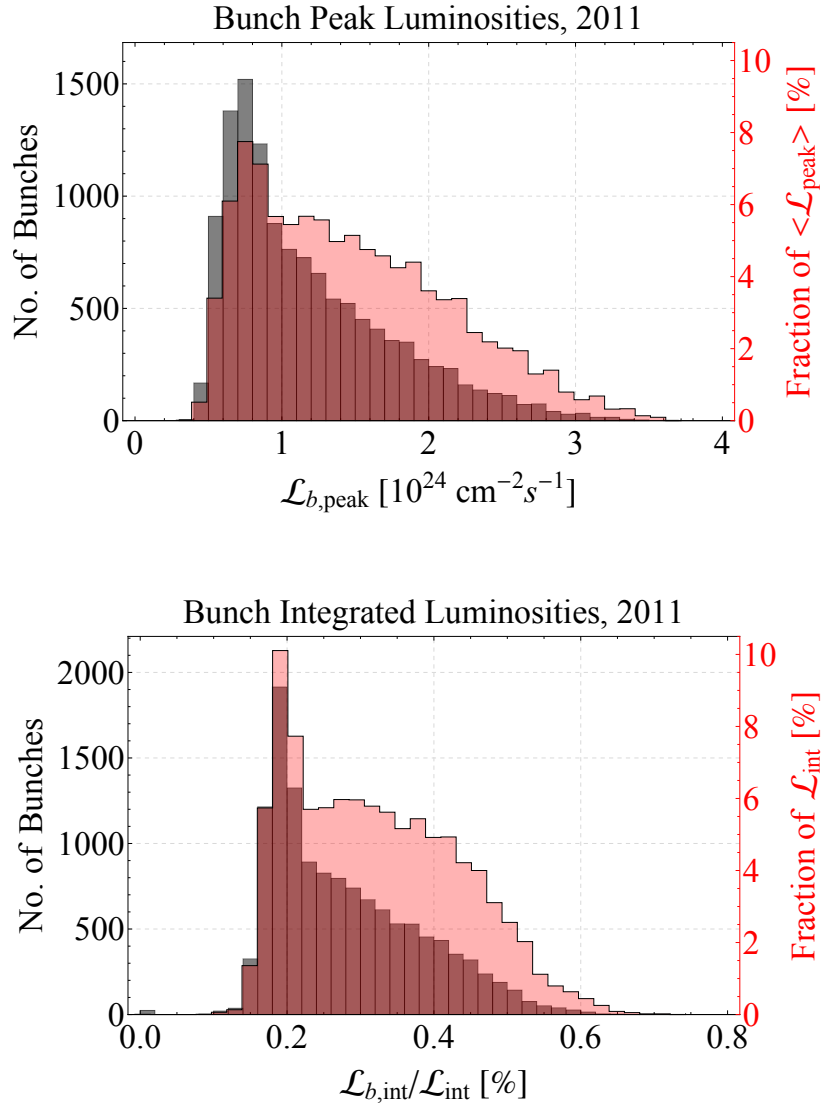 Bunch Peak Luminosities, 2011
No. of Bunches
1500
1000
500
0
10
8
6
4
2
0
Fraction of <ℒpeak> [%]
0 1 2 3 4
ℒb,peak [10²⁴ cm⁻²s⁻¹]
Bunch Integrated Luminosities, 2011
No. of Bunches
2000
1500
1000
500
0
10
8
6
4
2
0
Fraction of ℒint [%]
0.0 0.2 0.4 0.6 0.8
ℒb,int/ℒint [%]